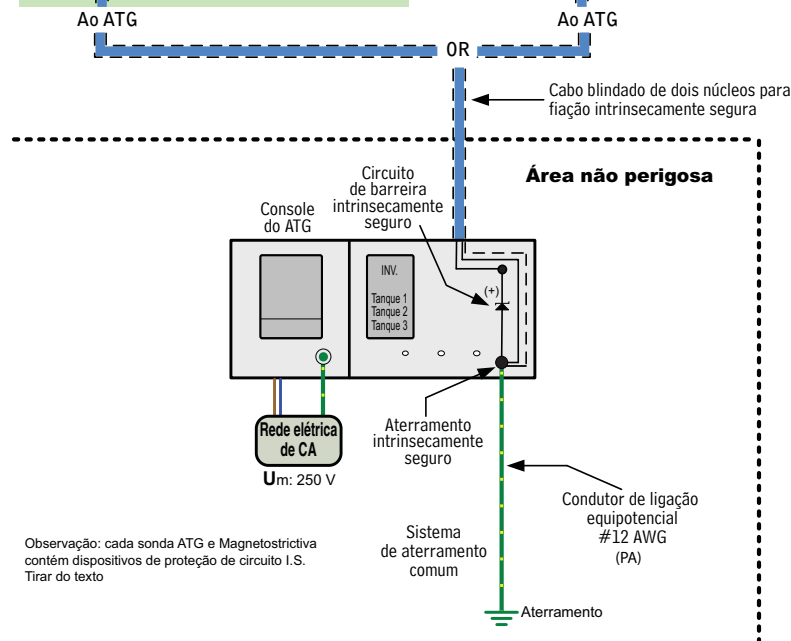 Ao ATG
Ao ATG
OR
Cabo blindado de dois núcleos para
fiação intrinsecamente segura
Área não perigosa
Circuito
de barreira
intrinsecamente
seguro
Console
do ATG
INV.
Tanque 1
Tanque 2
Tanque 3
(+)
Rede elétrica
de CA
Um: 250 V
Aterramento
intrinsecamente
seguro
Condutor de ligação
equipotencial
#12 AWG
(PA)
Sistema
de aterramento
comum
Observação: cada sonda ATG e Magnetostrictiva
contém dispositivos de proteção de circuito I.S.
Tirar do texto
Aterramento